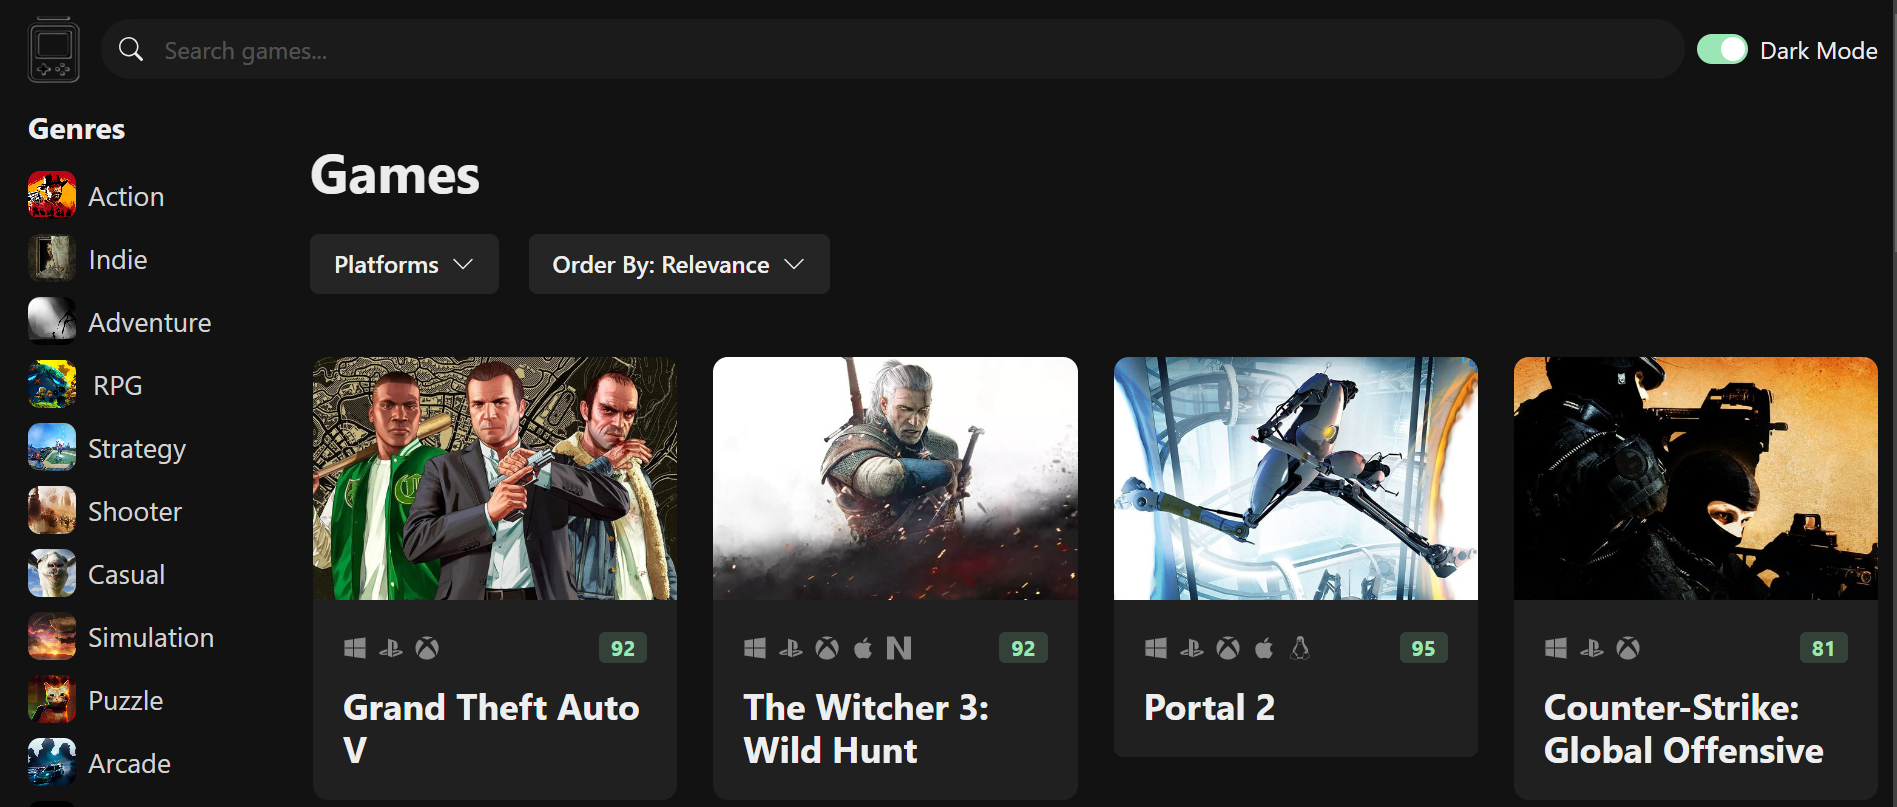 Search games...
Dark Mode
Genres
Action
Indie
Adventure
RPG
Strategy
Shooter
Casual
Simulation
Puzzle
Arcade
Games
Platforms
Order By: Relevance
92
Grand Theft Auto
V
92
The Witcher 3:
Wild Hunt
95
Portal 2
81
Counter-Strike:
Global Offensive